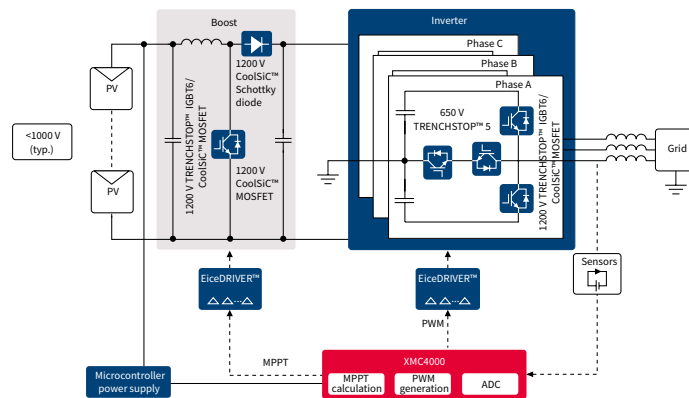 Boost
Inverter
PV
<1000 V
(typ.)
PV
1200 V TRENCHSTOP™ IGBT6/
CoolSiC™ MOSFET
1200 V
CoolSiC™
Schottky
diode
1200 V
CoolSiC™
MOSFET
Phase C
Phase B
Phase A
650 V
TRENCHSTOP™ 5
1200 V TRENCHSTOP™ IGBT6/
CoolSiC™ MOSFET
Grid
Sensors
EiceDRIVER™
EiceDRIVER™
PWM
MPPT
Microcontroller
power supply
XMC4000
MPPT
calculation
PWM
generation
ADC